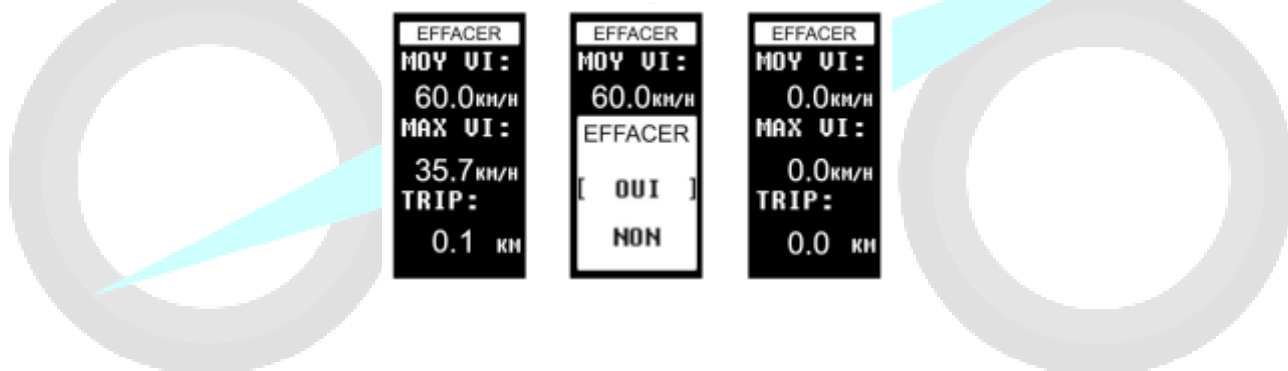 EFFACER
MOY VI:
60.0KM/H
MAX VI:
35.7KM/H
TRIP:
0.1 KM
EFFACER
MOY VI:
60.0KM/H
EFFACER
[ OUI ]
NON
EFFACER
MOY VI:
0.0KM/H
MAX VI:
0.0KM/H
TRIP:
0.0 KM